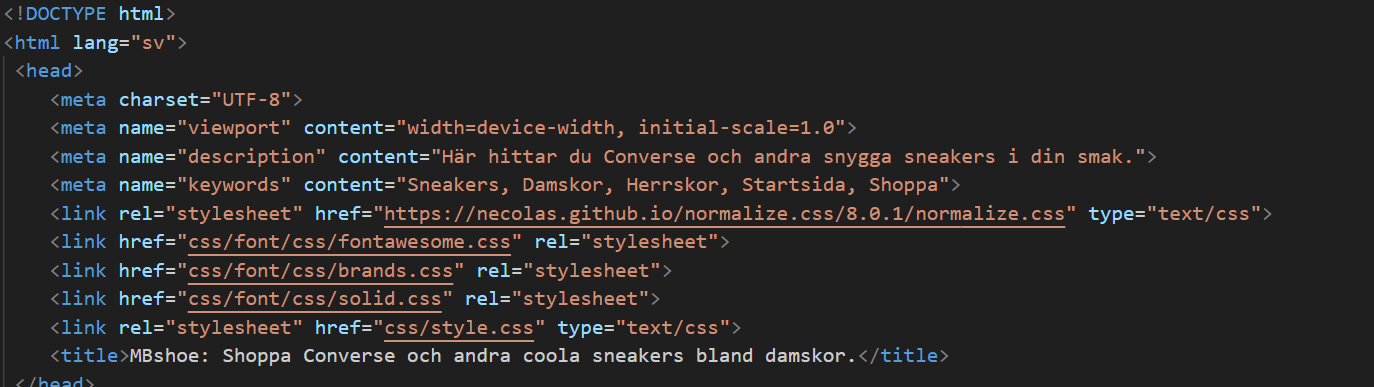 <!DOCTYPE html>
<html lang="sv">
<head>
<meta charset="UTF-8">
<meta name="viewport" content="width=device-width, initial-scale=1.0">
<meta name="description" content="Här hittar du Converse och andra snygga sneakers i din smak.">
<meta name="keywords" content="Sneakers, Damskor, Herrskor, Startsida, Shoppa">
<link rel="stylesheet" href="https://necolas.github.io/normalize.css/8.0.1/normalize.css" type="text/css">
<link href="css/font/css/fontawesome.css" rel="stylesheet">
<link href="css/font/css/brands.css" rel="stylesheet">
<link href="css/font/css/solid.css" rel="stylesheet">
<link rel="stylesheet" href="css/style.css" type="text/css">
<title>MBshoe: Shoppa Converse och andra coola sneakers bland damskor.</title>
</head>